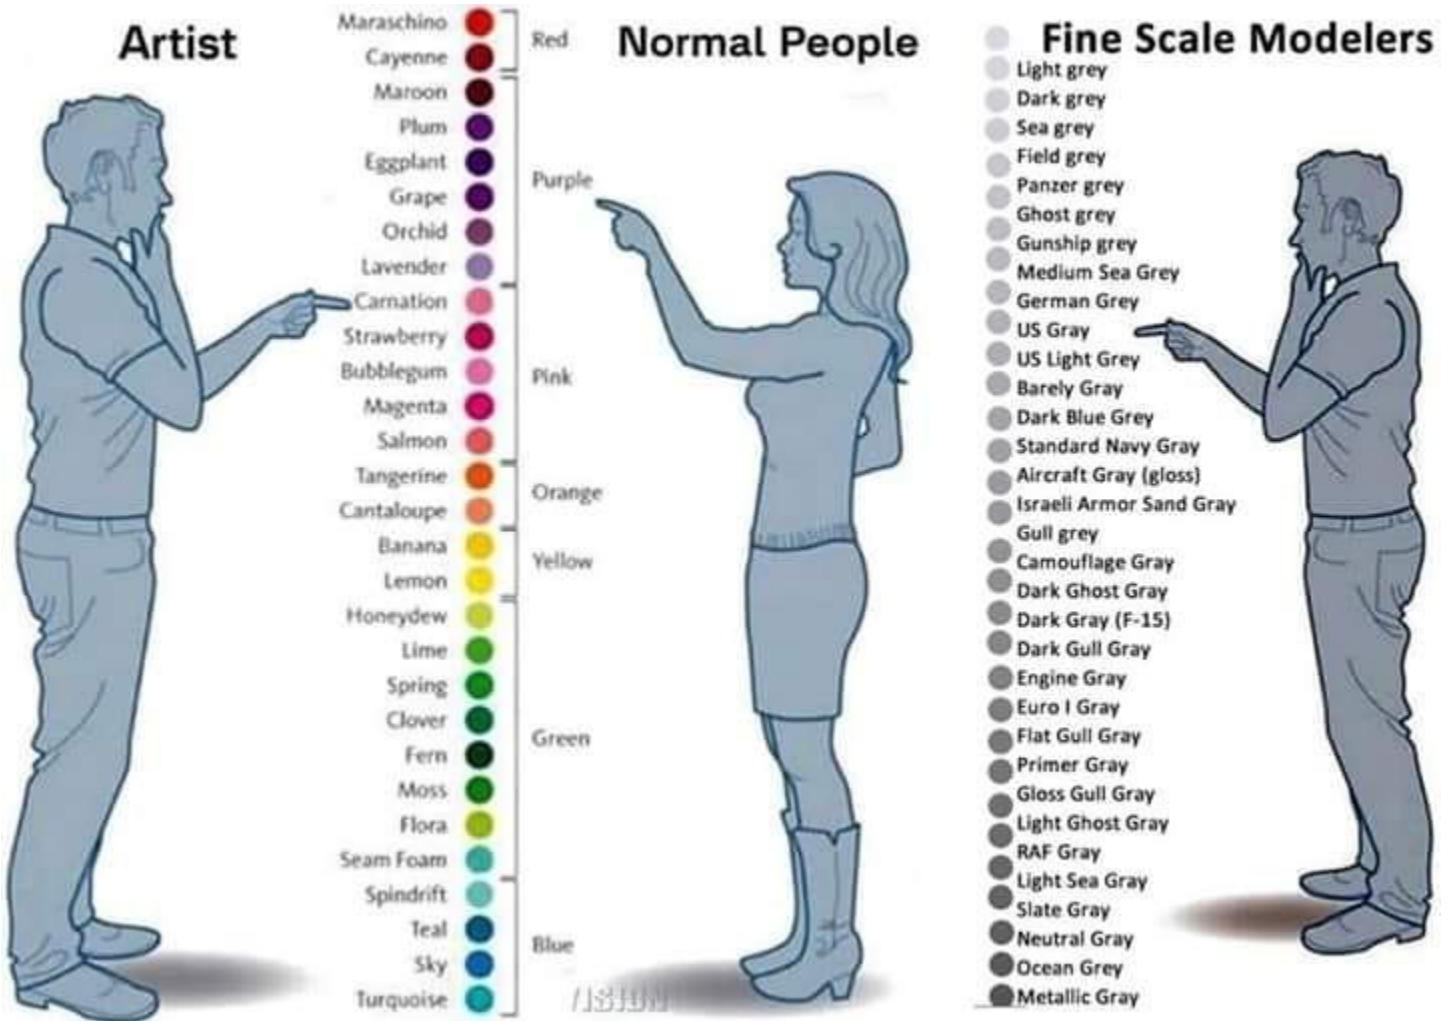 Artist
Maraschino
Cayenne
Maroon
Plum
Eggplant
Grape
Orchid
Lavender
Carnation
Strawberry
Bubblegum
Magenta
Salmon
Tangerine
Cantaloupe
Banana
Lemon
Honeydew
Lime
Spring
Clover
Fern
Moss
Flora
Seam Foam
Spindrift
Teal
Sky
Turquoise
Red
Purple
Pink
Orange
Yellow
Green
Blue
Normal People
Fine Scale Modelers
Light grey
Dark grey
Sea grey
Field grey
Panzer grey
Ghost grey
Gunship grey
Medium Sea Grey
German Grey
US Gray
US Light Grey
Barely Gray
Dark Blue Grey
Standard Navy Gray
Aircraft Gray (gloss)
Israeli Armor Sand Gray
Gull grey
Camouflage Gray
Dark Ghost Gray
Dark Gray (F-15)
Dark Gull Gray
Engine Gray
Euro I Gray
Flat Gull Gray
Primer Gray
Gloss Gull Gray
Light Ghost Gray
RAF Gray
Light Sea Gray
Slate Gray
Neutral Gray
Ocean Grey
Metallic Gray